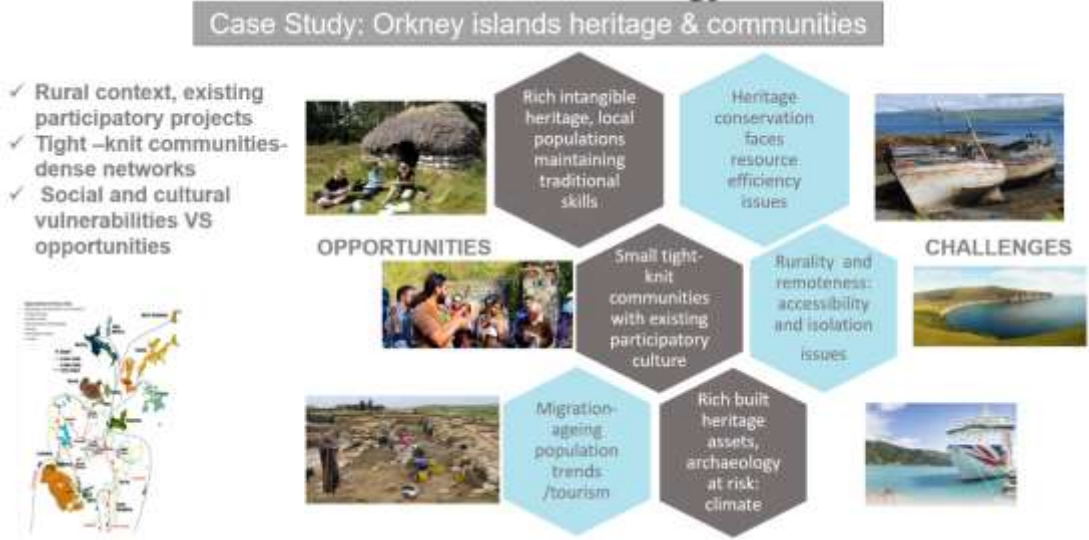 Case Study: Orkney islands heritage & communities
✓ Rural context, existing
participatory projects
✓ Tight –knit communities-
dense networks
✓ Social and cultural
vulnerabilities VS
opportunities
Rich intangible
heritage, local
populations
maintaining
traditional
skills
Heritage
conservation
faces
resource
efficiency
issues
OPPORTUNITIES
CHALLENGES
Small tight-
knit
communities
with existing
participatory
culture
Rurality and
remoteness:
accessibility
and isolation
issues
Migration-
ageing
population
trends
/tourism
Rich built
heritage
assets,
archaeology
at risk:
climate